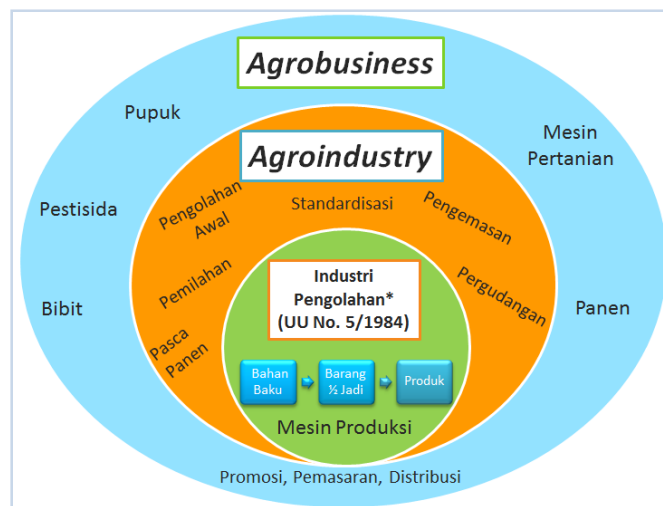 Agrobusiness
Pupuk
Mesin
Pertanian
Agroindustry
Pestisida
Pengolahan
Awal
Standardisasi
Pengemasan
Pemilahan
Industri
Pengolahan*
(UU No. 5/1984)
Pergudangan
Bibit
Panen
Pasca
Panen
Bahan
Baku
Barang
½ Jadi
Produk
Mesin Produksi
Promosi, Pemasaran, Distribusi